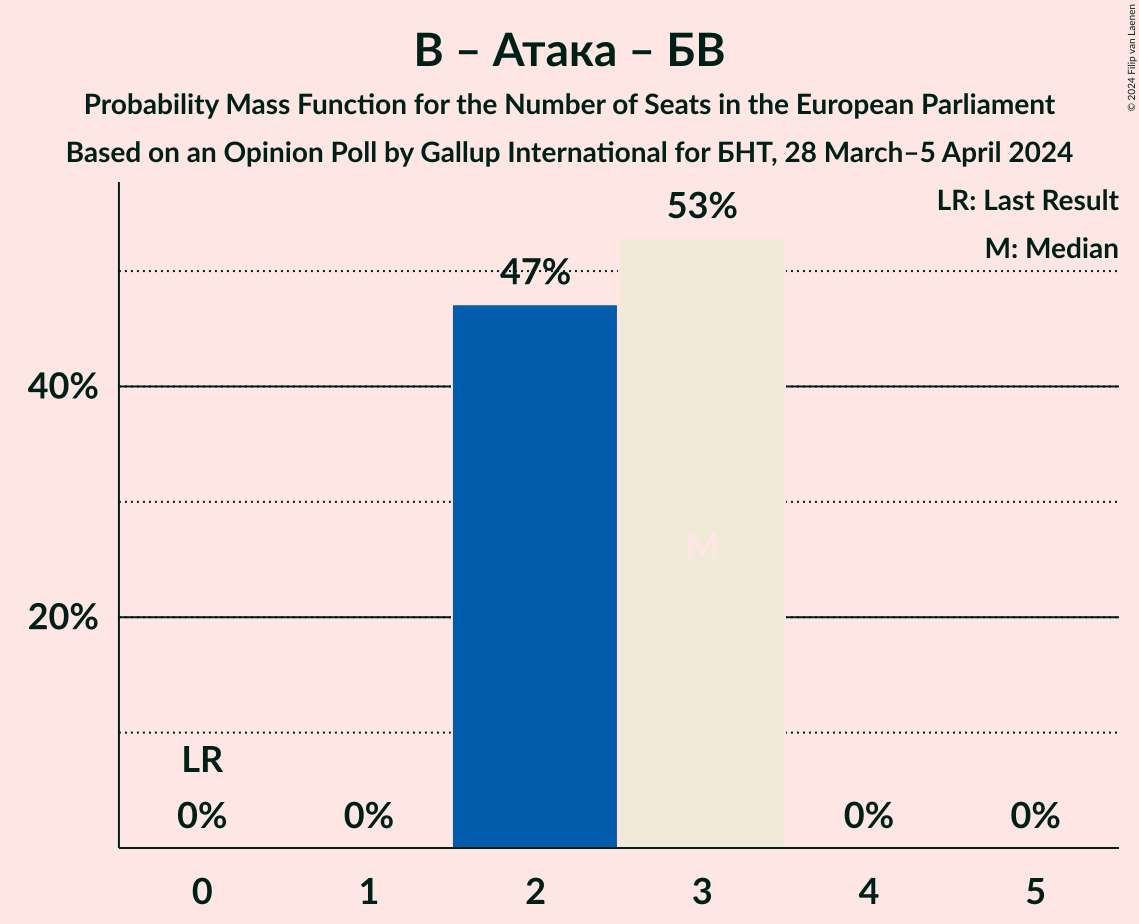 В – Атака – БВ
Probability Mass Function for the Number of Seats in the European Parliament
Based on an Opinion Poll by Gallup International for БНТ, 28 March–5 April 2024
© 2024 Filip van Laenen
LR: Last Result
M: Median
53%
47%
40%
20%
M
LR
0%
0%
0%
0%
0
1
2
3
4
5